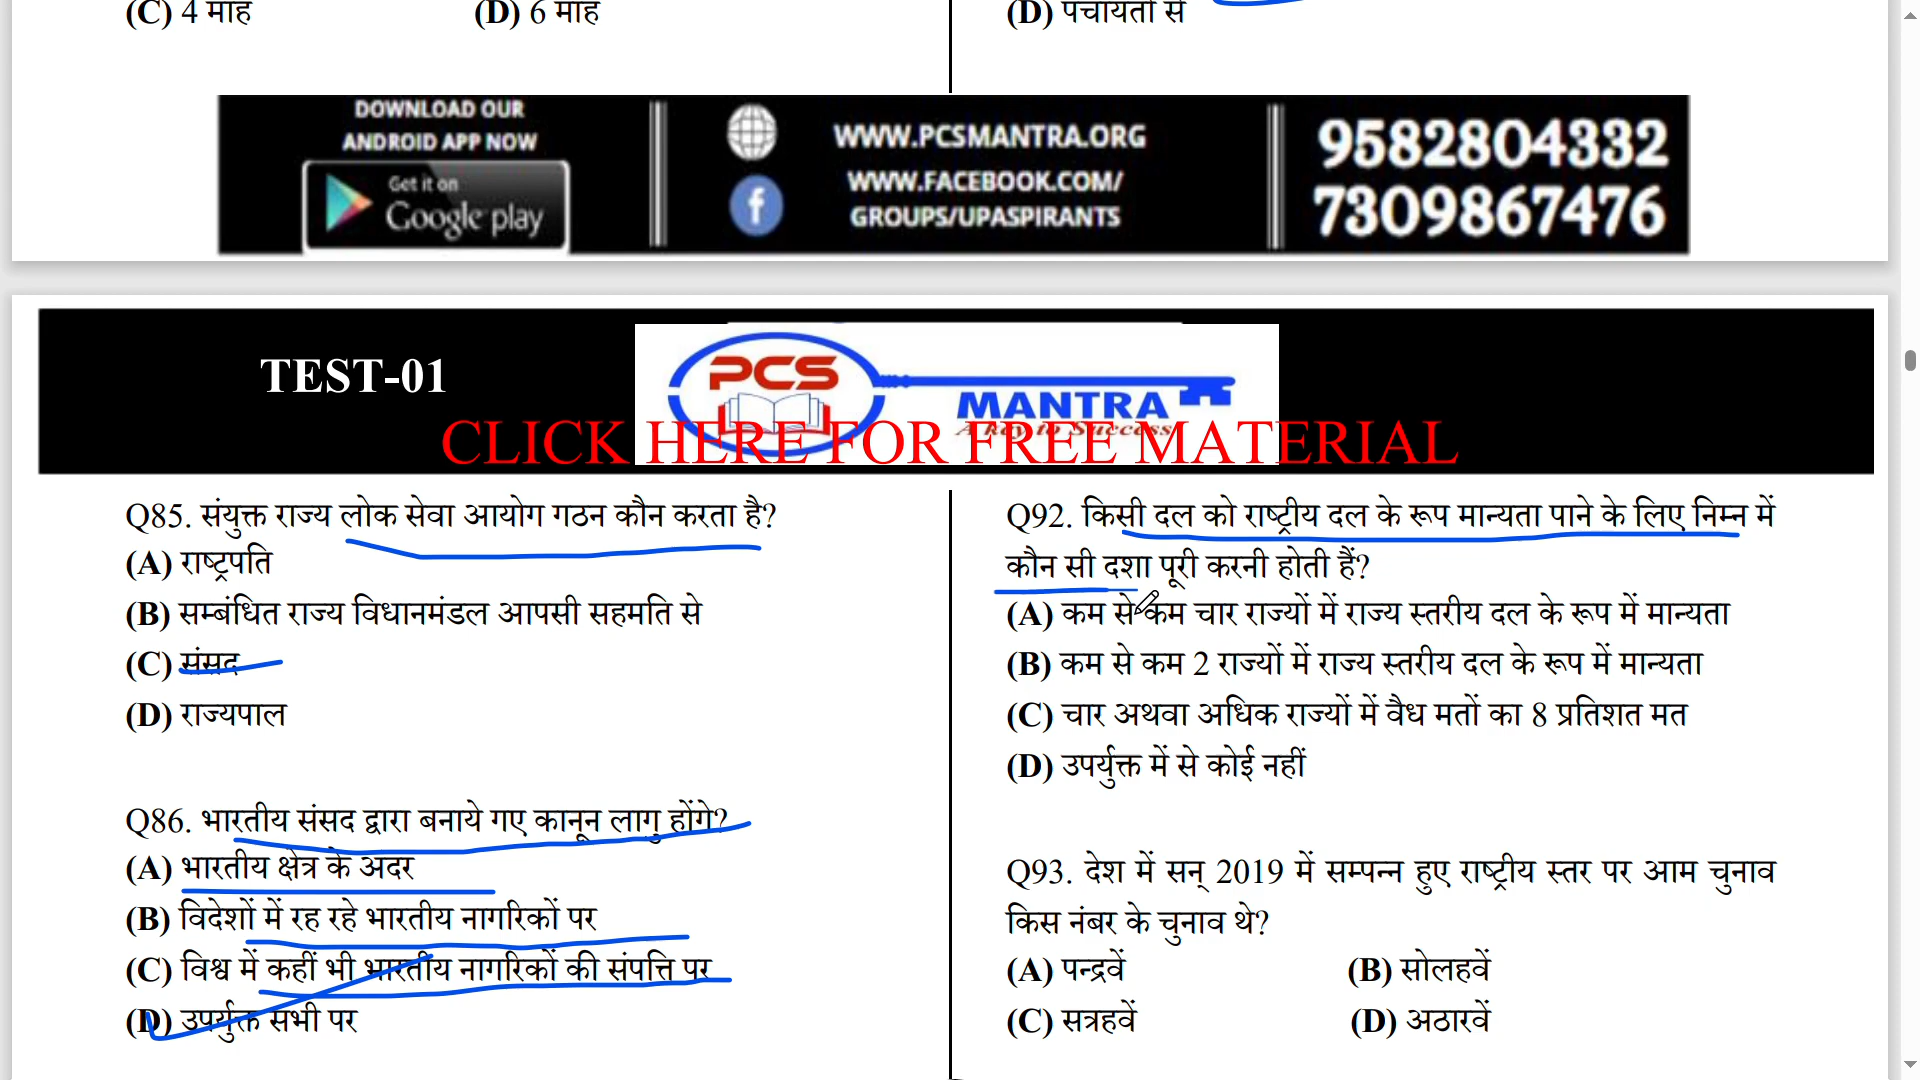 (C) 4 माह (D) 6 माह
(D) पंचायतों से
DOWNLOAD OUR
ANDROID APP NOW
Get it on
Google play
WWW.PCSMANTRA.ORG
WWW.FACEBOOK.COM/
GROUPS/UPASPIRANTS
9582804332
7309867476
TEST-01
PCS
MANTRA
A key to Success
CLICK HERE FOR FREE MATERIAL
Q85. संयुक्त राज्य लोक सेवा आयोग गठन कौन करता है?
(A) राष्ट्रपति
(B) सम्बंधित राज्य विधानमंडल आपसी सहमति से
(C) संसद
(D) राज्यपाल
Q86. भारतीय संसद द्वारा बनाये गए कानून लागु होंगे?
(A) भारतीय क्षेत्र के अदर
(B) विदेशों में रह रहे भारतीय नागरिकों पर
(C) विश्व में कहीं भी भारतीय नागरिकों की संपत्ति पर
(D) उपर्युक्त सभी पर
Q92. किसी दल को राष्ट्रीय दल के रूप मान्यता पाने के लिए निम्न में
कौन सी दशा पूरी करनी होती हैं?
(A) कम से कम चार राज्यों में राज्य स्तरीय दल के रूप में मान्यता
(B) कम से कम 2 राज्यों में राज्य स्तरीय दल के रूप में मान्यता
(C) चार अथवा अधिक राज्यों में वैध मतों का 8 प्रतिशत मत
(D) उपर्युक्त में से कोई नहीं
Q93. देश में सन् 2019 में सम्पन्न हुए राष्ट्रीय स्तर पर आम चुनाव
किस नंबर के चुनाव थे?
(A) पन्द्रवें (B) सोलहवें
(C) सत्रहवें (D) अठारवें